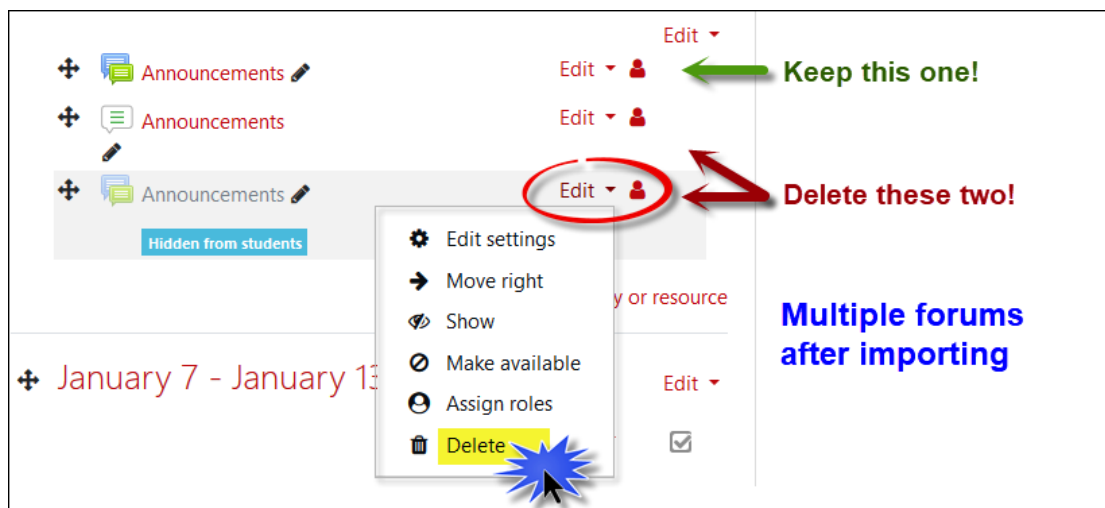 Edit
Announcements Edit Keep this one!
Announcements Edit
Announcements Edit Delete these two!
Hidden from students
Edit settings
Move right
y or resource
Show
Multiple forums
after importing
Make available
January 7 - January 13 Edit
Assign roles
Delete